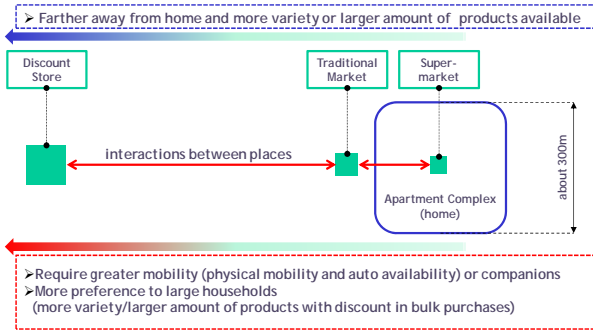 ➢ Farther away from home and more variety or larger amount of products available
Discount
Store
Traditional
Market
Super-
market
interactions between places
Apartment Complex
(home)
about 300m
➢Require greater mobility (physical mobility and auto availability) or companions
➢More preference to large households
(more variety/larger amount of products with discount in bulk purchases)